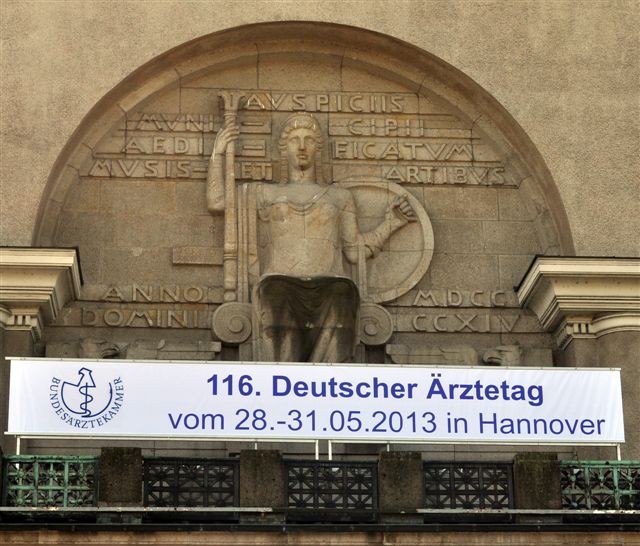 AVSPICIIS
MVNI CIPII
AEDI FICATVM
MVSIS ET ARTIBVS
ANNO MDCC
DOMINI CCXIV
BUNDESÄRZTEKAMMER
116. Deutscher Ärztetag
vom 28.-31.05.2013 in Hannover